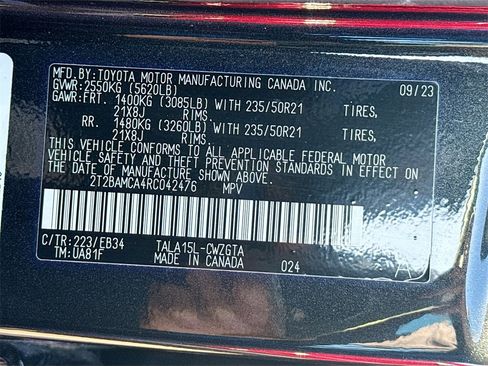 MFD.BY:TOYOTA MOTOR MANUFACTURING CANADA INC. 09/23
GVWR:2550KG (5620LB)
GAWR:FRT. 1400KG (3085LB) WITH 235/50R21 TIRES,
21X8J RIMS.
RR. 1480KG (3260LB) WITH 235/50R21 TIRES,
21X8J RIMS.
THIS VEHICLE CONFORMS TO ALL APPLICABLE FEDERAL MOTOR
VEHICLE SAFETY AND THEFT PREVENTION STANDARDS IN EFFECT ON
THE DATE OF MANUFACTURE SHOWN ABOVE.
2T2BAMCA4RC042476 MPV
C/TR:223/EB34 TALA15L-CWZGTA
TM:UA81F MADE IN CANADA 024